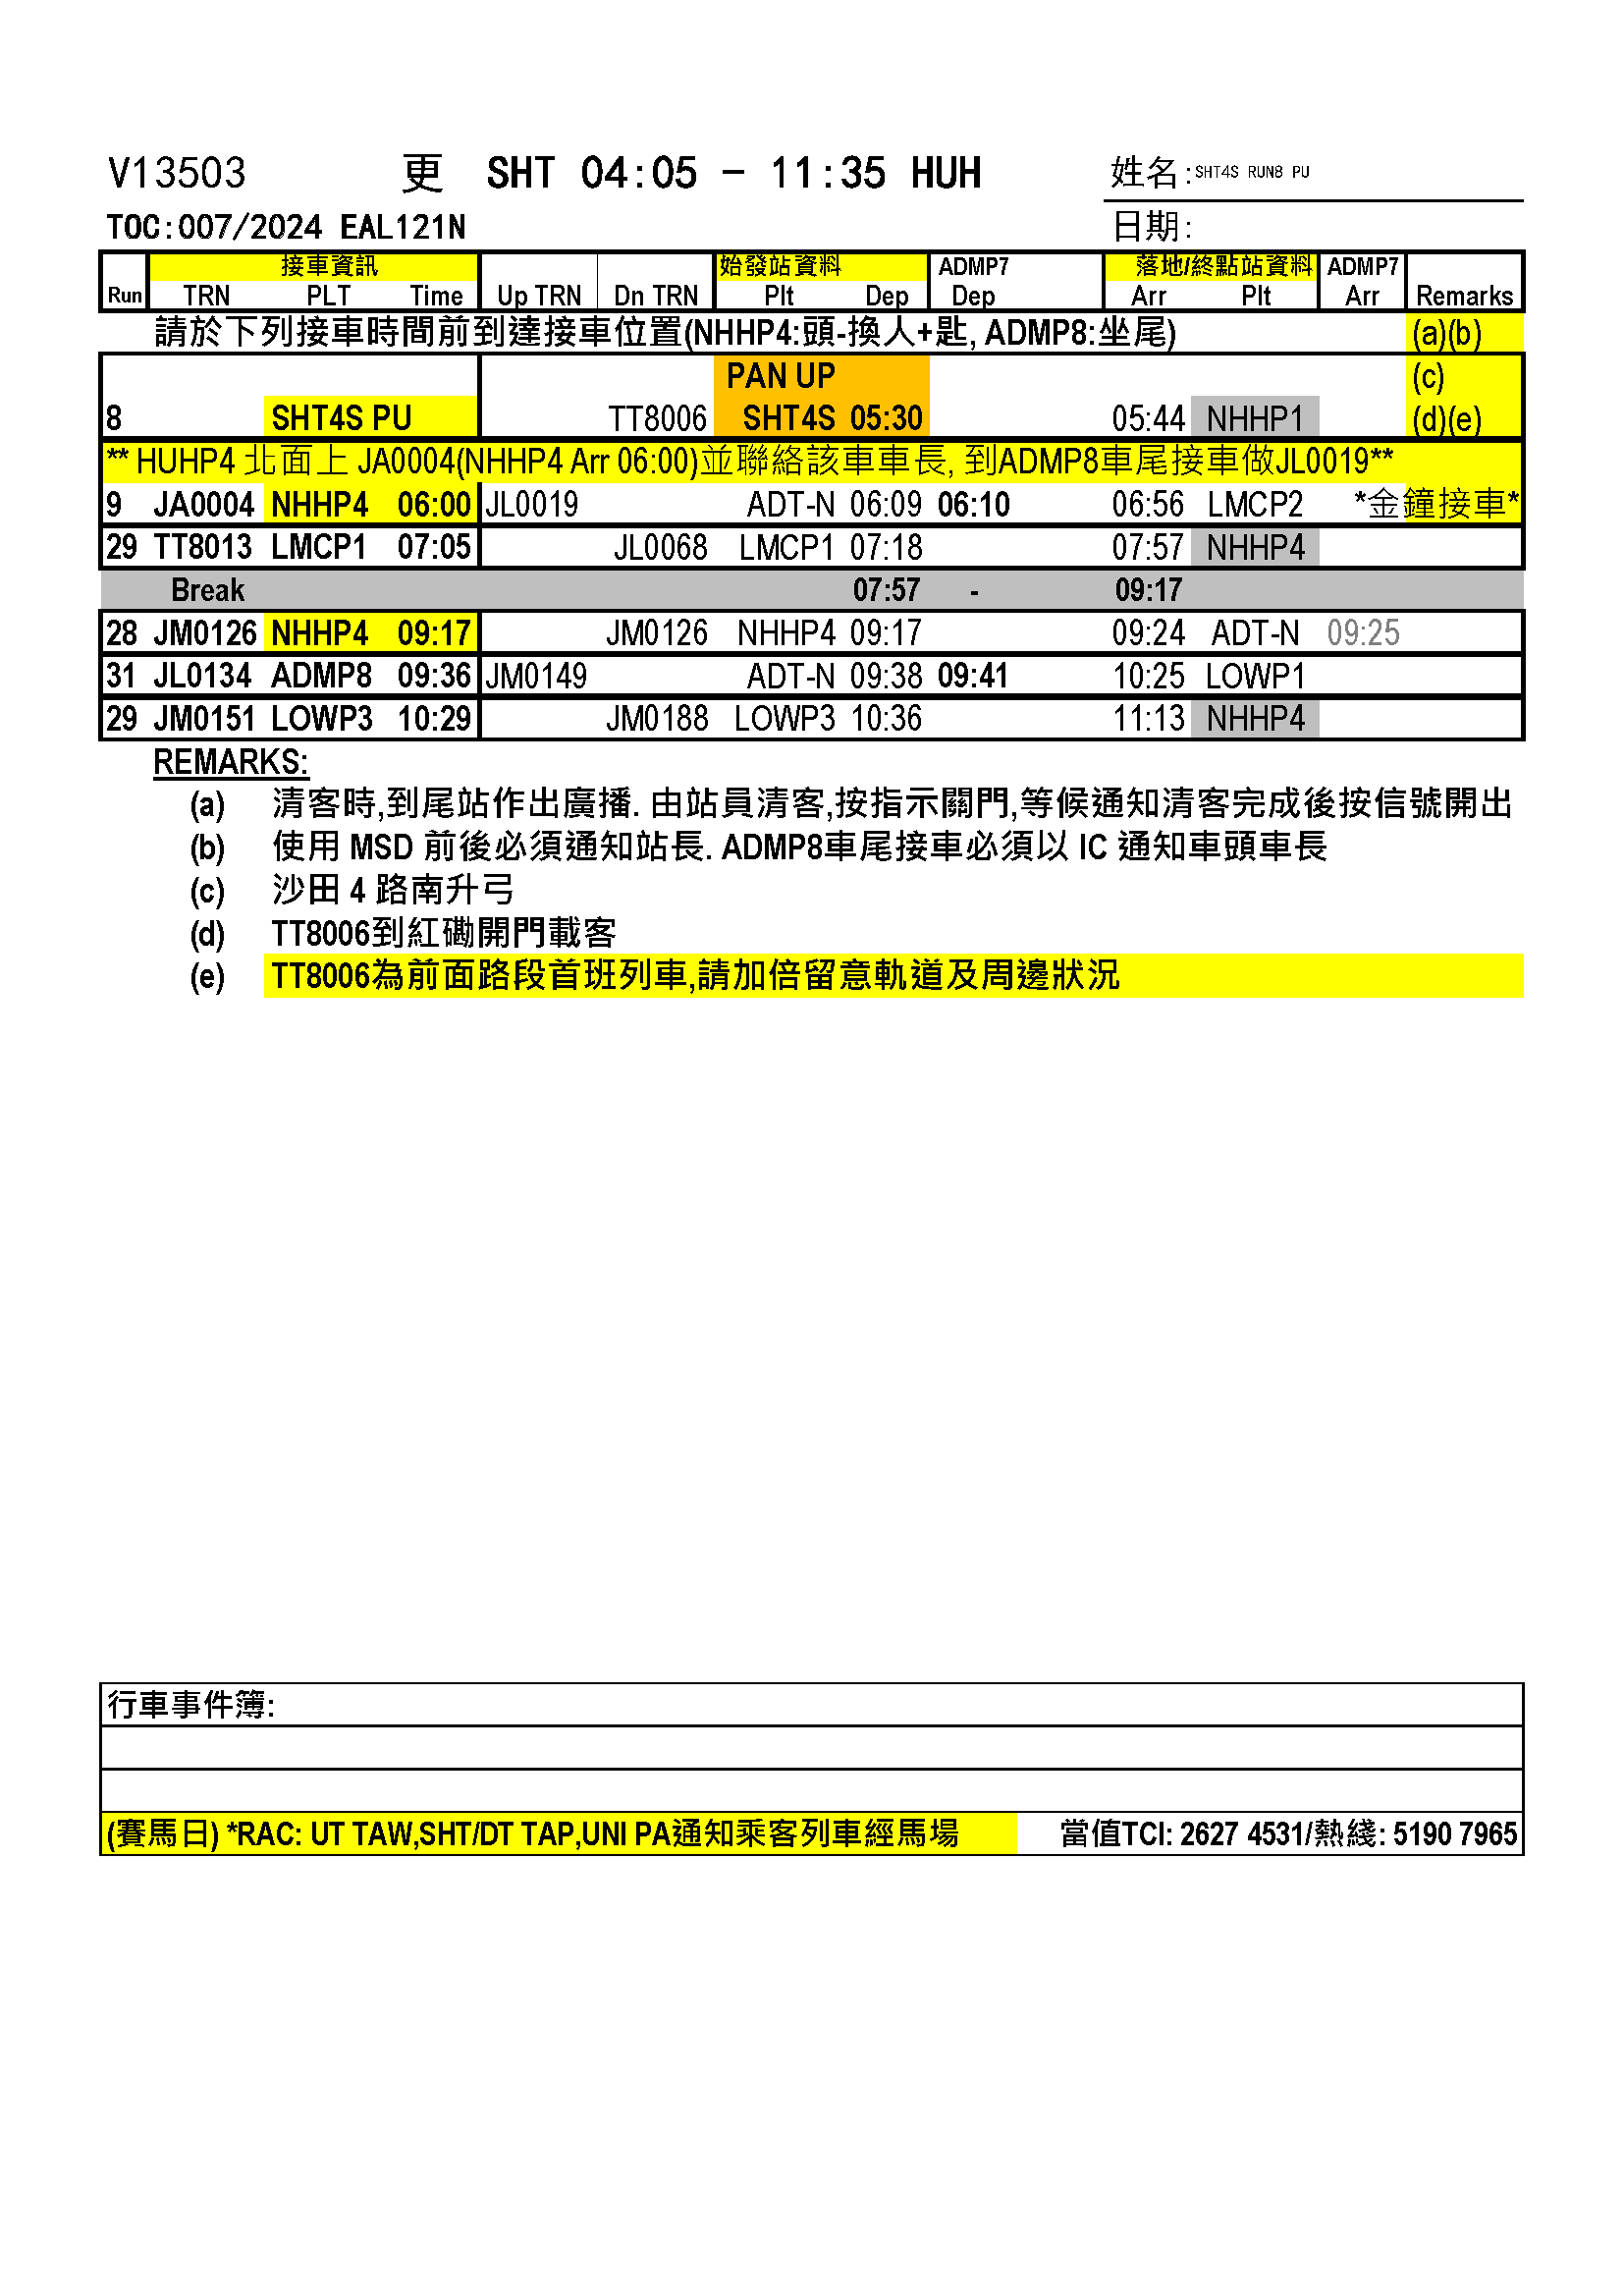 V13503 更 SHT 04:05 - 11:35 HUH 姓名:SHT4S RUN8 PU
TOC:007/2024 EAL121N 日期:
接車資訊 始發站資料 ADMP7 落地/終點站資料 ADMP7
Run TRN PLT Time Up TRN Dn TRN Plt Dep Dep Arr Plt Arr Remarks
請於下列接車時間前到達接車位置(NHHP4:頭-換人+匙, ADMP8:坐尾) (a)(b)
PAN UP (c)
8 SHT4S PU TT8006 SHT4S 05:30 05:44 NHHP1 (d)(e)
** HUHP4 北面上 JA0004(NHHP4 Arr 06:00)並聯絡該車車長, 到ADMP8車尾接車做JL0019**
9 JA0004 NHHP4 06:00 JL0019 ADT-N 06:09 06:10 06:56 LMCP2 *金鐘接車*
29 TT8013 LMCP1 07:05 JL0068 LMCP1 07:18 07:57 NHHP4
Break 07:57 - 09:17
28 JM0126 NHHP4 09:17 JM0126 NHHP4 09:17 09:24 ADT-N 09:25
31 JL0134 ADMP8 09:36 JM0149 ADT-N 09:38 09:41 10:25 LOWP1
29 JM0151 LOWP3 10:29 JM0188 LOWP3 10:36 11:13 NHHP4
REMARKS:
(a) 清客時,到尾站作出廣播. 由站員清客,按指示關門,等候通知清客完成後按信號開出
(b) 使用 MSD 前後必須通知站長. ADMP8車尾接車必須以 IC 通知車頭車長
(c) 沙田 4 路南升弓
(d) TT8006到紅磡開門載客
(e) TT8006為前面路段首班列車,請加倍留意軌道及周邊狀況
行車事件簿:
(賽馬日) *RAC: UT TAW,SHT/DT TAP,UNI PA通知乘客列車經馬場 當值TCI: 2627 4531/熱綫: 5190 7965